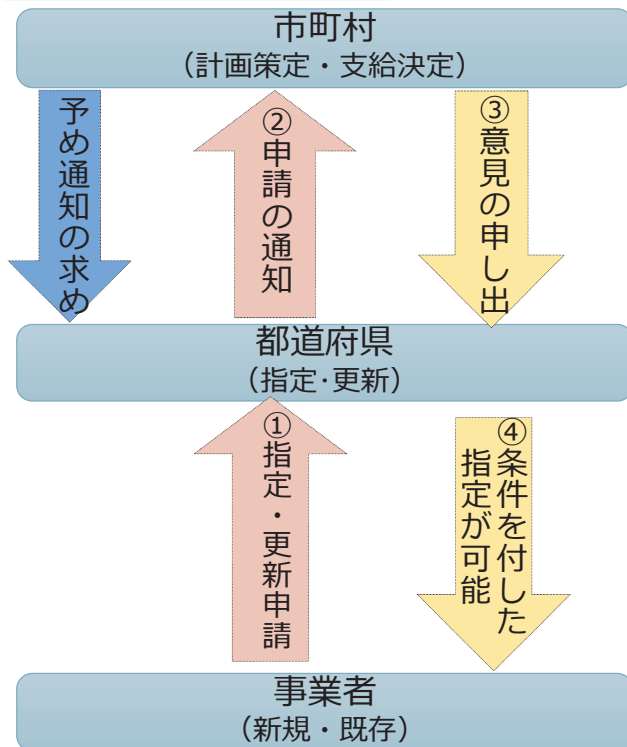 市町村
（計画策定・支給決定）
予め通知の求め
②申請の通知
③意見の申し出
都道府県
（指定･更新）
①指定・更新申請
④条件を付した
指定が可能
事業者
（新規・既存）